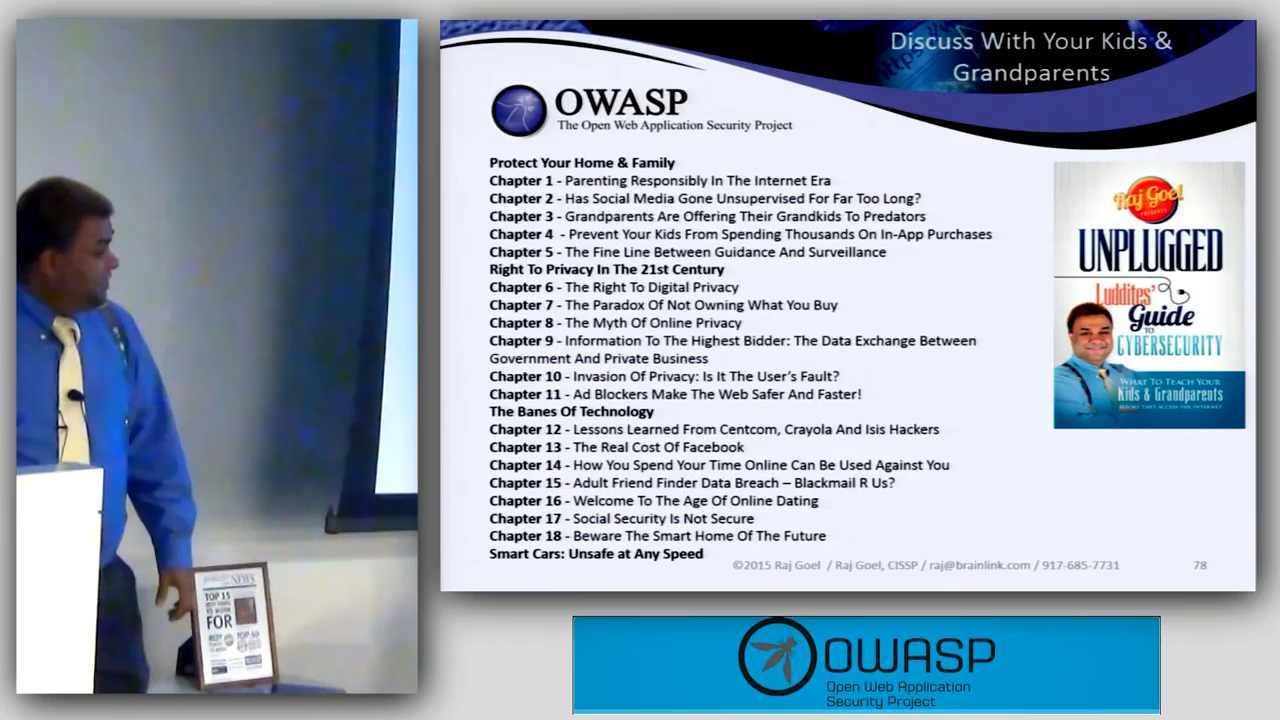 Discuss With Your Kids &
Grandparents
OWASP
The Open Web Application Security Project
Protect Your Home & Family
Chapter 1 - Parenting Responsibly In The Internet Era
Chapter 2 - Has Social Media Gone Unsupervised For Far Too Long?
Chapter 3 - Grandparents Are Offering Their Grandkids To Predators
Chapter 4 - Prevent Your Kids From Spending Thousands On In-App Purchases
Chapter 5 - The Fine Line Between Guidance And Surveillance
Right To Privacy In The 21st Century
Chapter 6 - The Right To Digital Privacy
Chapter 7 - The Paradox Of Not Owning What You Buy
Chapter 8 - The Myth Of Online Privacy
Chapter 9 - Information To The Highest Bidder: The Data Exchange Between
Government And Private Business
Chapter 10 - Invasion Of Privacy: Is It The User's Fault?
Chapter 11 - Ad Blockers Make The Web Safer And Faster!
The Banes Of Technology
Chapter 12 - Lessons Learned From Centcom, Crayola And Isis Hackers
Chapter 13 - The Real Cost Of Facebook
Chapter 14 - How You Spend Your Time Online Can Be Used Against You
Chapter 15 - Adult Friend Finder Data Breach – Blackmail R Us?
Chapter 16 - Welcome To The Age Of Online Dating
Chapter 17 - Social Security Is Not Secure
Chapter 18 - Beware The Smart Home Of The Future
Smart Cars: Unsafe at Any Speed
©2015 Raj Goel / Raj Goel, CISSP / raj@brainlink.com / 917-685-7731
78
Raj Goel
PRESENTS
UNPLUGGED
Luddites'
Guide
TO
CYBERSECURITY
WHAT TO TEACH YOUR
Kids & Grandparents
BEFORE THEY ACCESS THE INTERNET
NEWS
TOP 15
TO WORK
FOR
BEST
TOP 10
OWASP
Open Web Application
Security Project